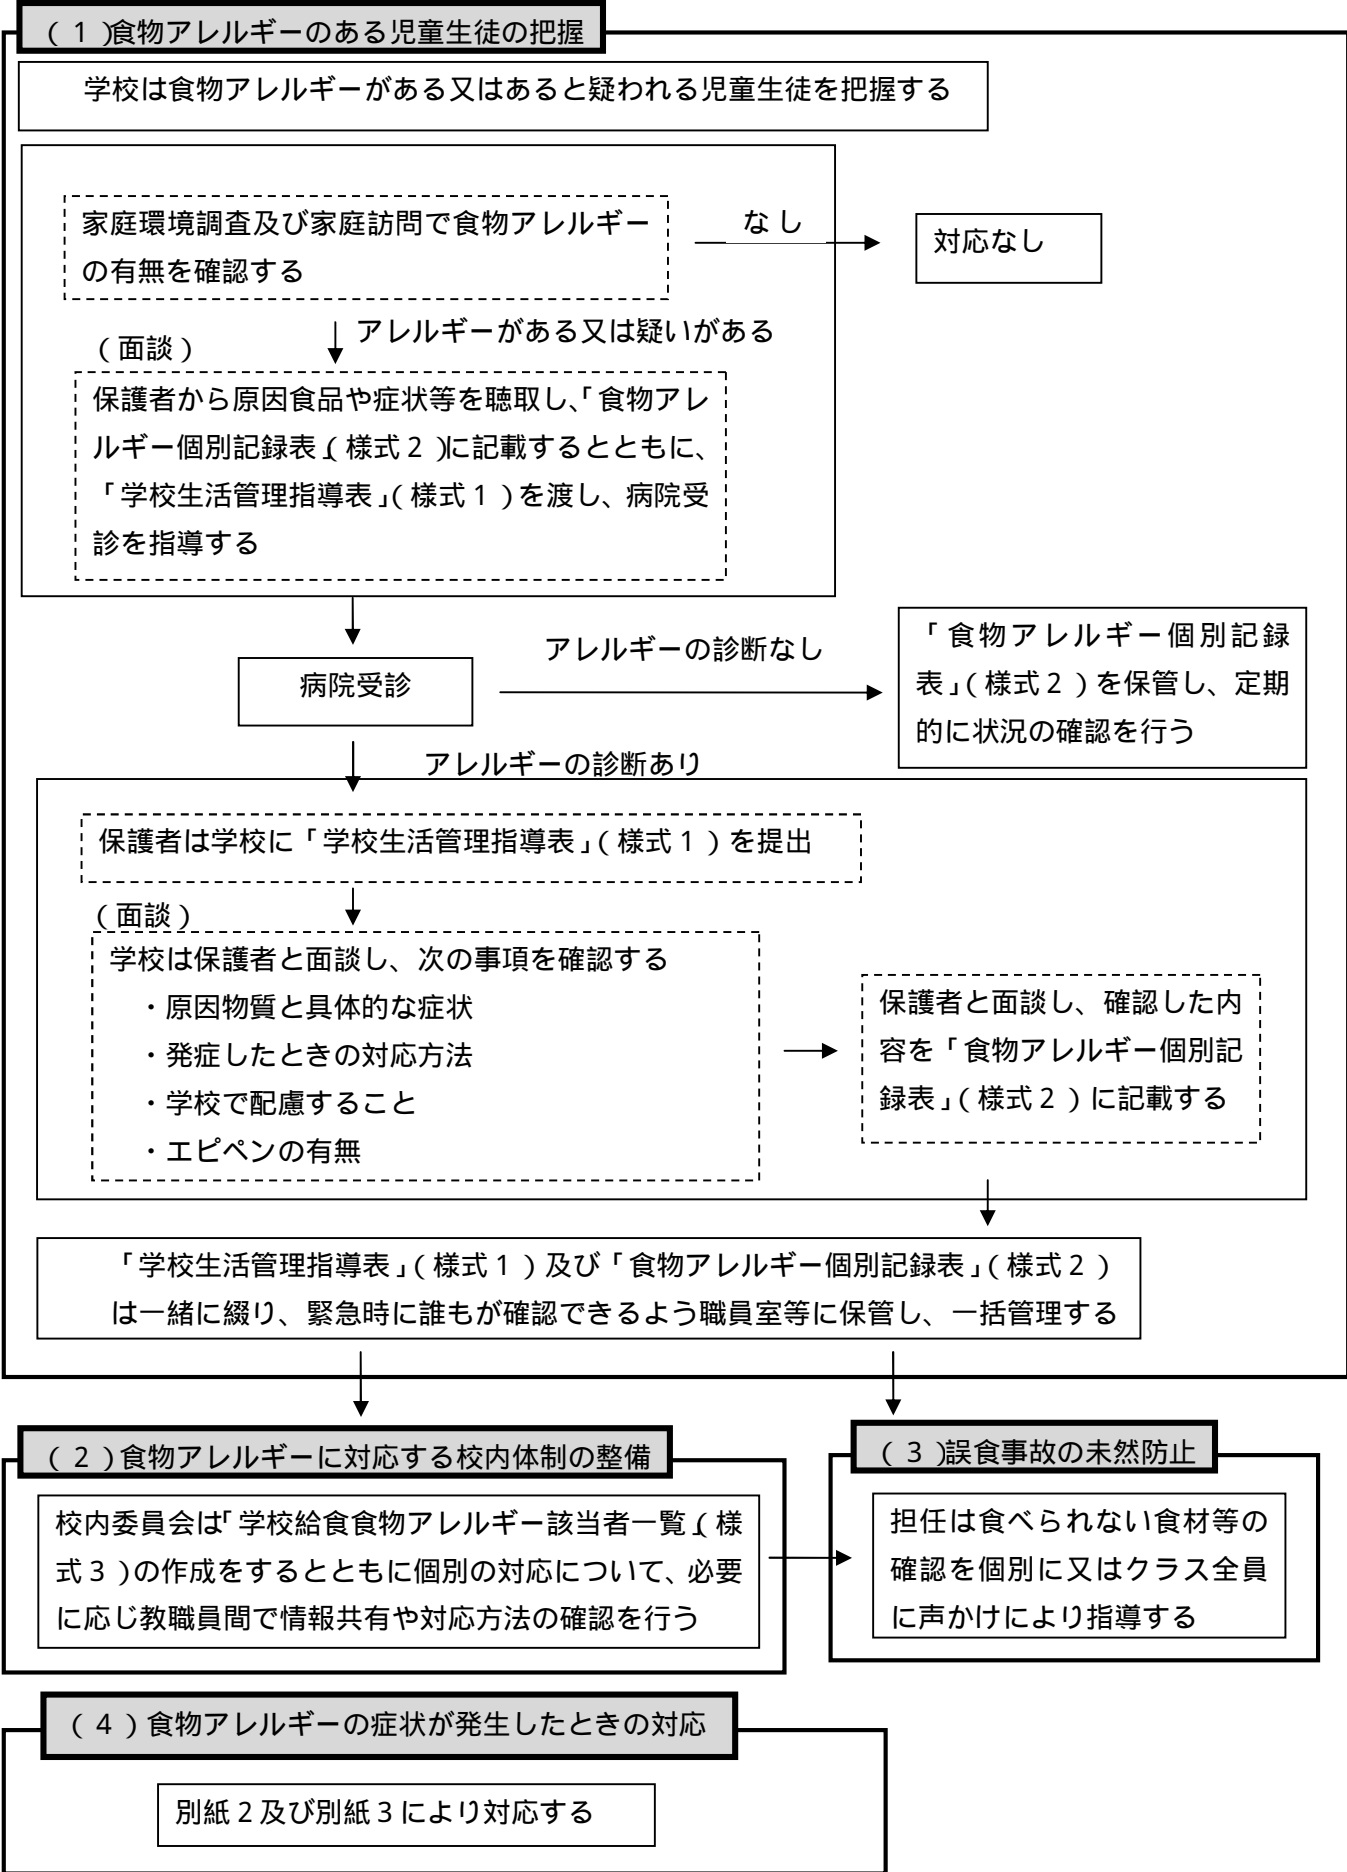 （１）食物アレルギーのある児童生徒の把握
学校は食物アレルギーがある又はあると疑われる児童生徒を把握する
家庭環境調査及び家庭訪問で食物アレルギー
の有無を確認する
なし
対応なし
アレルギーがある又は疑いがある
（面談）
保護者から原因食品や症状等を聴取し、「食物アレ
ルギー個別記録表」（様式２）に記載するとともに、
「学校生活管理指導表」（様式１）を渡し、病院受
診を指導する
病院受診
アレルギーの診断なし
「食物アレルギー個別記録
表」（様式２）を保管し、定期
的に状況の確認を行う
アレルギーの診断あり
保護者は学校に「学校生活管理指導表」（様式１）を提出
（面談）
学校は保護者と面談し、次の事項を確認する
・原因物質と具体的な症状
・発症したときの対応方法
・学校で配慮すること
・エピペンの有無
保護者と面談し、確認した内
容を「食物アレルギー個別記
録表」（様式２）に記載する
「学校生活管理指導表」（様式１）及び「食物アレルギー個別記録表」（様式２）
は一緒に綴り、緊急時に誰もが確認できるよう職員室等に保管し、一括管理する
（２）食物アレルギーに対応する校内体制の整備
校内委員会は「学校給食食物アレルギー該当者一覧」（様
式３）の作成をするとともに個別の対応について、必要
に応じ教職員間で情報共有や対応方法の確認を行う
（３）誤食事故の未然防止
担任は食べられない食材等の
確認を個別に又はクラス全員
に声かけにより指導する
（４）食物アレルギーの症状が発生したときの対応
別紙２及び別紙３により対応する